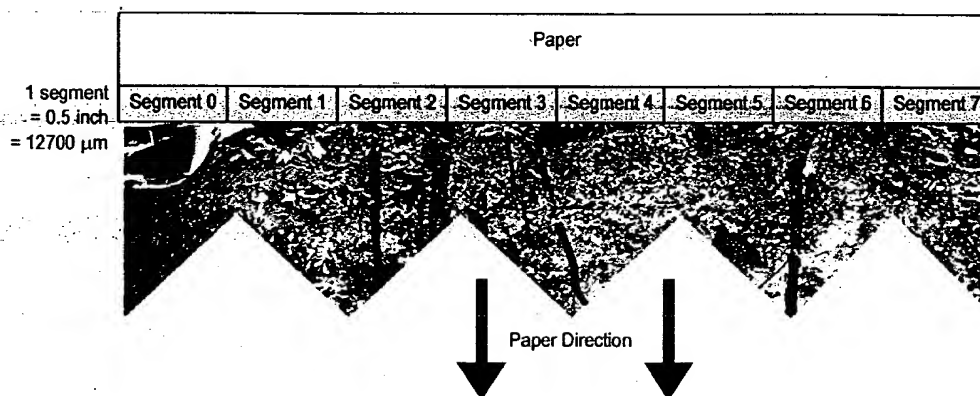 Paper
1 segment
= 0.5 inch
= 12700 μm
Segment 0 Segment 1 Segment 2 Segment 3 Segment 4 Segment 5 Segment 6 Segment 7
Paper Direction